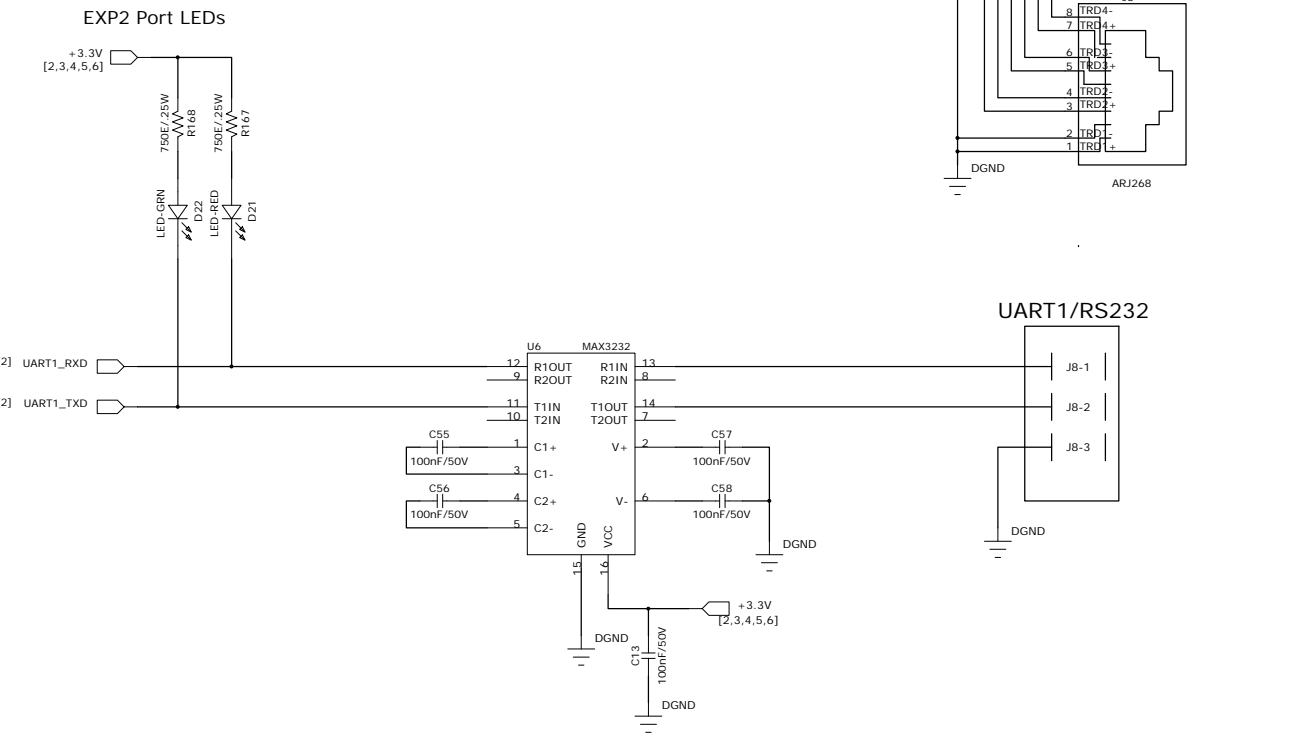 EXP2 Port LEDs
+3.3V
[2,3,4,5,6]
750E/.25W
R168
750E/.25W
R167
LED-GRN
D22
LED-RED
D21
8 TRD4-
7 TRD4+
6 TRD3-
5 TRD3+
4 TRD2-
3 TRD2+
2 TRD1-
1 TRD1+
DGND
ARJ268
UART1/RS232
2] UART1_RXD
2] UART1_TXD
U6 MAX3232
12 R1OUT R1IN 13
9 R2OUT R2IN 8
11 T1IN T1OUT 14
10 T2IN T2OUT 7
1 C1+ V+ 2
3 C1-
4 C2+ V- 6
5 C2-
GND
VCC
15
16
C55
100nF/50V
C56
100nF/50V
C57
100nF/50V
C58
100nF/50V
DGND
J8-1
J8-2
J8-3
DGND
+3.3V
[2,3,4,5,6]
DGND
C13
100nF/50V
DGND